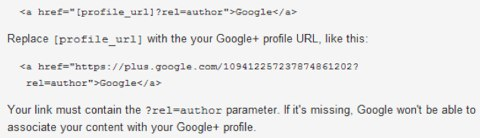 <a href="[profile_url]?rel=author">Google</a>
Replace [profile_url] with the your Google+ profile URL, like this:
<a href="https://plus.google.com/109412257237874861202?
rel=author">Google</a>
Your link must contain the ?rel=author parameter. If it's missing, Google won't be able to
associate your content with your Google+ profile.